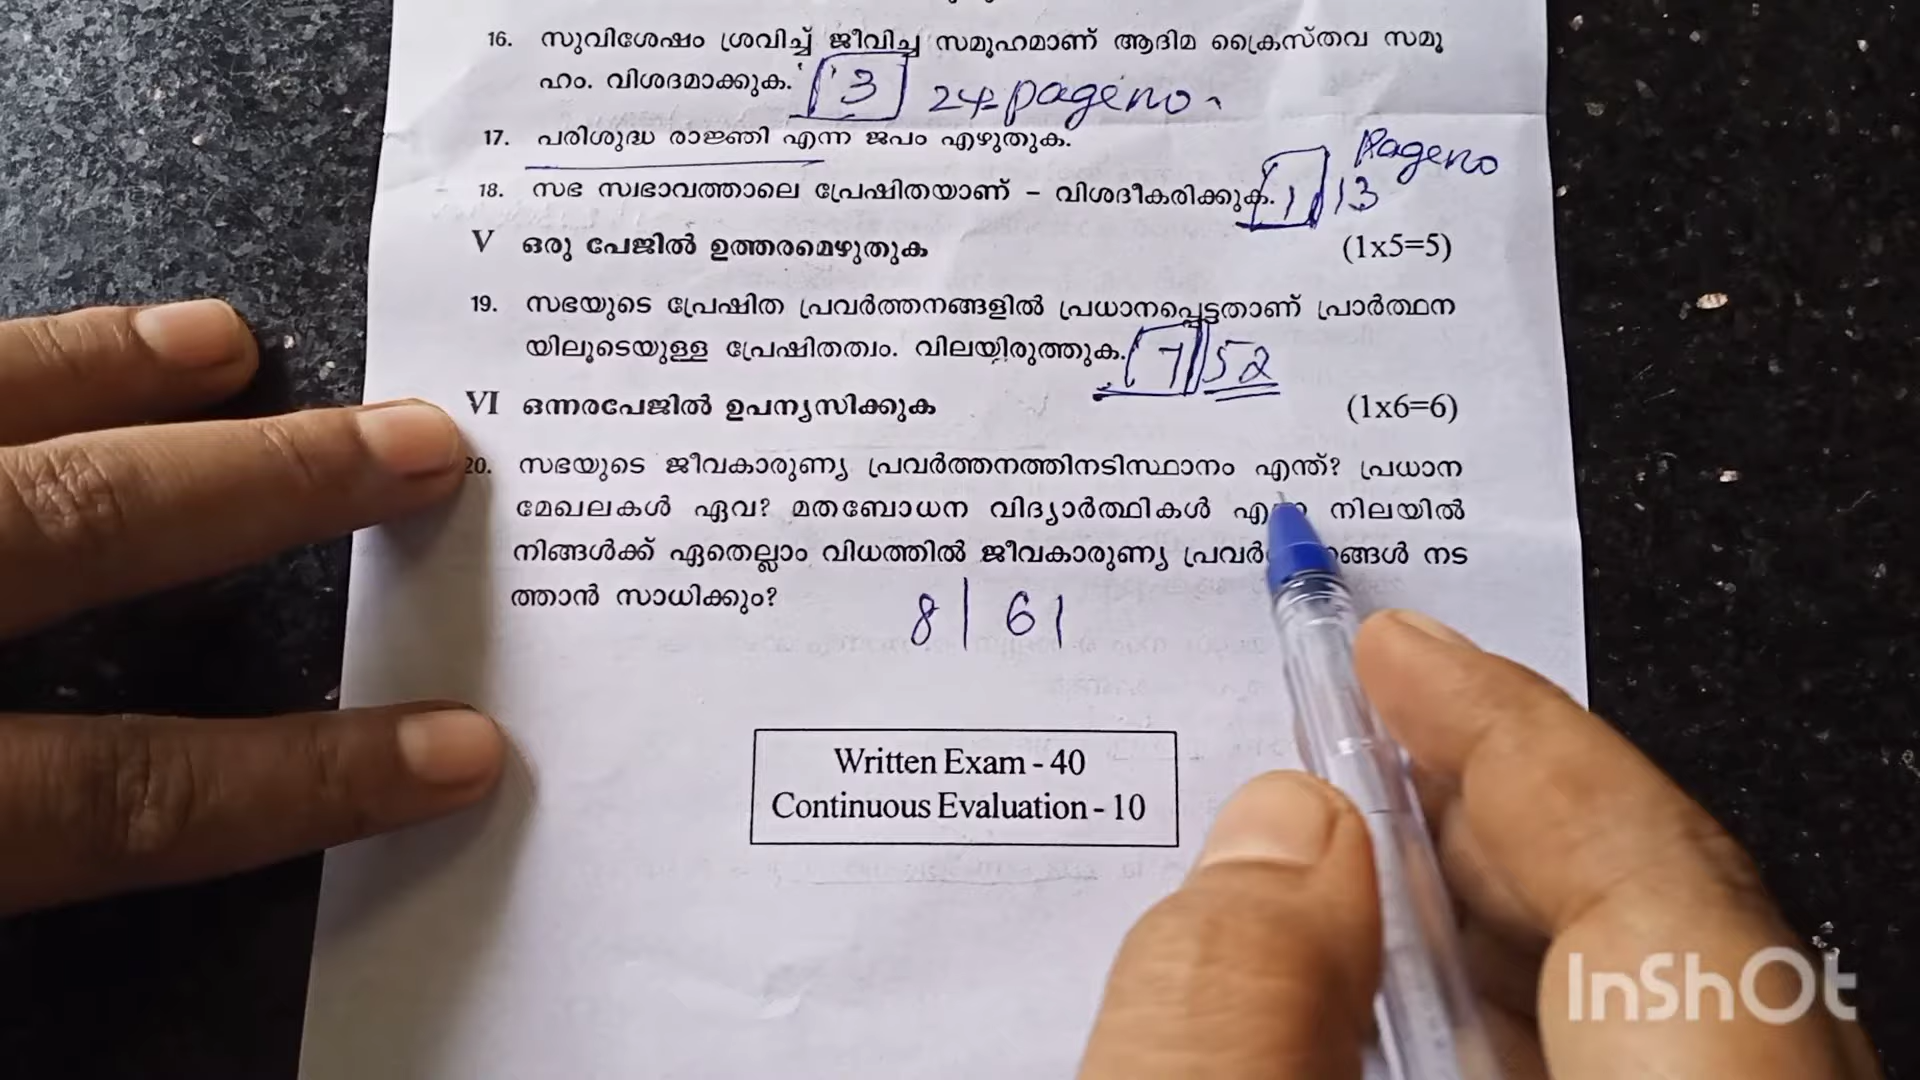 16. സുവിശേഷം ശ്രവിച്ച് ജീവിച്ച സമൂഹമാണ് ആദിമ ക്രൈസ്തവ സമൂ
ഹം. വിശദമാക്കുക. 3 24 pageno
17. പരിശുദ്ധ രാജ്ഞി എന്ന ജപം എഴുതുക.
Pageno
18. സഭ സ്വഭാവത്താലെ പ്രേഷിതയാണ് – വിശദീകരിക്കുക. 1 13
V ഒരു പേജിൽ ഉത്തരമെഴുതുക (1x5=5)
19. സഭയുടെ പ്രേഷിത പ്രവർത്തനങ്ങളിൽ പ്രധാനപ്പെട്ടതാണ് പ്രാർത്ഥന
യിലൂടെയുള്ള പ്രേഷിതത്വം. വിലയിരുത്തുക. 7 52
VI ഒന്നരപേജിൽ ഉപന്യസിക്കുക (1x6=6)
20. സഭയുടെ ജീവകാരുണ്യ പ്രവർത്തനത്തിനടിസ്ഥാനം എന്ത്? പ്രധാന
മേഖലകൾ ഏവ? മതബോധന വിദ്യാർത്ഥികൾ നിലയിൽ
നിങ്ങൾക്ക് ഏതെല്ലാം വിധത്തിൽ ജീവകാരുണ്യ നട
ത്താൻ സാധിക്കും? 8 | 61
Written Exam - 40
Continuous Evaluation - 10
InShOt